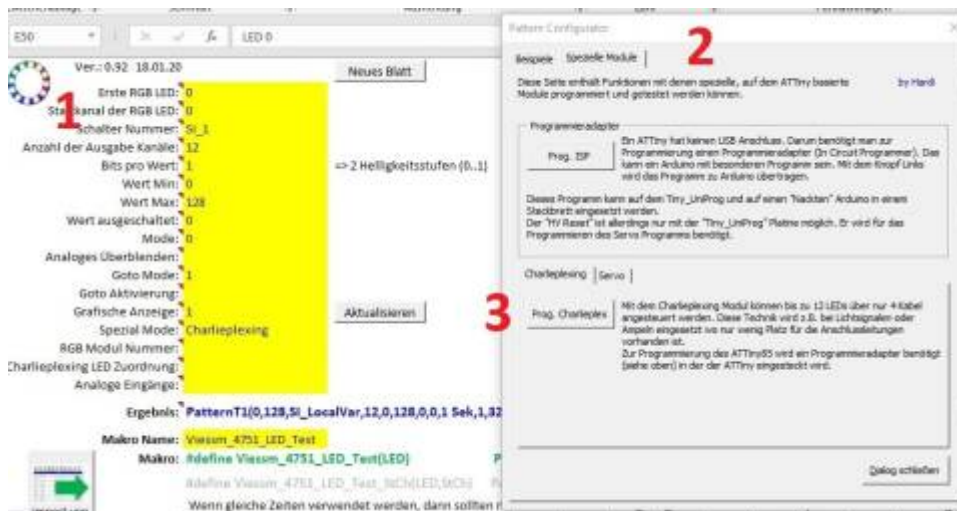 E50
fx
LED 0
Ver.: 0.92 18.01.20
Neues Blatt
1
Erste RGB LED: 0
Startkanal der RGB LED: 0
Schalter Nummer: SI_1
Anzahl der Ausgabe Kanäle: 12
Bits pro Wert: 1
=> 2 Helligkeitsstufen (0..1)
Wert Min: 0
Wert Max: 128
Wert ausgeschaltet: 0
Mode: 0
Analoges Überblenden:
Goto Mode: 1
Goto Aktivierung:
Grafische Anzeige: 1
Aktualisieren
Spezial Mode: Charlieplexing
RGB Modul Nummer:
Charlieplexing LED Zuordnung:
Analoge Eingänge:
Ergebnis: PatternT1(0,128,SI_LocalVar,12,0,128,0,0,1 Sek,1,32
Makro Name: Viessm_4751_LED_Test
Makro: #define Viessm_4751_LED_Test(LED) P
#define Viessm_4751_LED_Test_StCh(LED,StCh)
Wenn gleiche Zeiten verwendet werden, dann sollten
Pattern Configurator
2
Beispiele
Spezielle Module
Diese Seite enthält Funktionen mit denen spezielle, auf dem ATTiny basierte
by Hardi
Module programmiert und getestet werden können.
Programmieradapter
Prog. ISP
Ein ATTiny hat keinen USB Anschluss. Darum benötigt man zur
Programmierung einen Programmieradapter (In Circuit Programmer). Das
kann ein Arduino mit besonderen Programm sein. Mit dem Knopf Links
wird das Programm zu Arduino übertragen.
Dieses Programm kann auf dem Tiny_UniProg und auf einen "Nackten" Arduino in einem
Steckbrett eingesetzt werden.
Der "HV Reset" ist allerdings nur mit der "Tiny_UniProg" Platine möglich. Er wird für das
Programmieren des Servo Programms benötigt.
Charlieplexing
Servo
3
Prog. Charlieplex
Mit dem Charlieplexing Modul können bis zu 12 LEDs über nur 4 Kabel
angesteuert werden. Diese Technik wird z.B. bei Lichtsignalen oder
Ampeln eingesetzt wo nur wenig Platz für die Anschlussleitungen
vorhanden ist.
Zur Programmierung des ATTiny85 wird ein Programmieradapter benötigt
(siehe oben) in der der ATTiny eingesteckt wird.
Dialog schließen